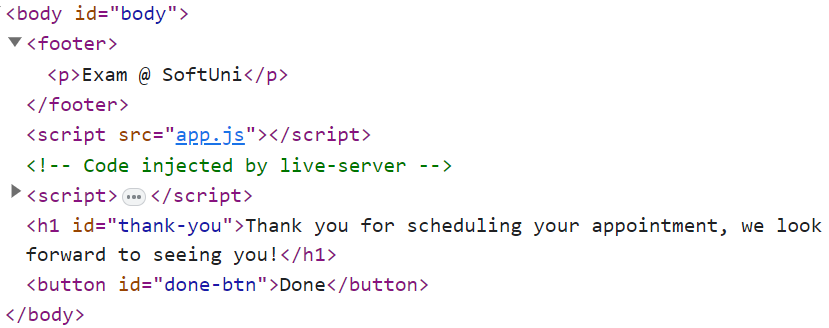 <body id="body">
▼<footer>
<p>Exam @ SoftUni</p>
</footer>
<script src="app.js"></script>
<!-- Code injected by live-server -->
▶<script>…</script>
<h1 id="thank-you">Thank you for scheduling your appointment, we look
forward to seeing you!</h1>
<button id="done-btn">Done</button>
</body>